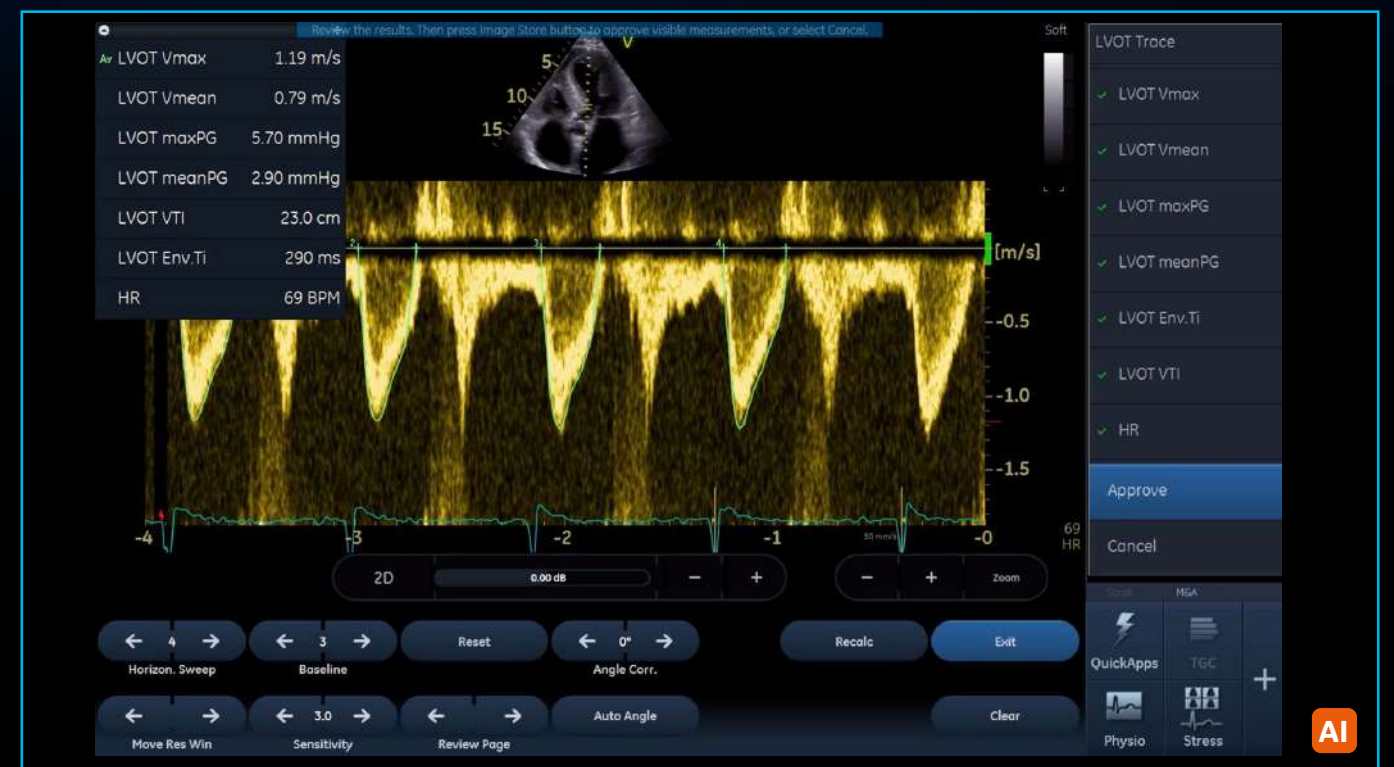 Review the results. Then press Image Store button to approve visible measurements, or select Cancel.
Av LVOT Vmax 1.19 m/s
LVOT Vmean 0.79 m/s
LVOT maxPG 5.70 mmHg
LVOT meanPG 2.90 mmHg
LVOT VTI 23.0 cm
LVOT Env.Ti 290 ms
HR 69 BPM
V
5
10
15
Soft
2 3 4
[m/s]
-0.5
-1.0
-1.5
-4 -3 -2 -1 -0
50 mm/s
69
HR
2D 0.00 dB − + − + Zoom
← 4 → ← 3 → Reset ← 0° → Recalc Exit
Horizon. Sweep Baseline Angle Corr.
← → ← 3.0 → ← → Auto Angle Clear
Move Res Win Sensitivity Review Page
LVOT Trace
LVOT Vmax
LVOT Vmean
LVOT maxPG
LVOT meanPG
LVOT Env.Ti
LVOT VTI
HR
Approve
Cancel
M&A
QuickApps TGC
+
Physio Stress
AI